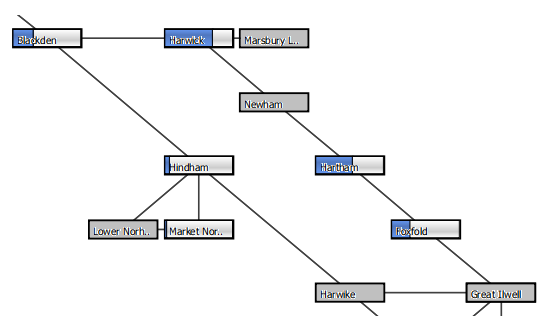 Blackden
Harwick
Marsbury L..
Newham
Hindham
Hartham
Lower Norh..
Market Nor..
Foxfold
Harwike
Great Ilwell